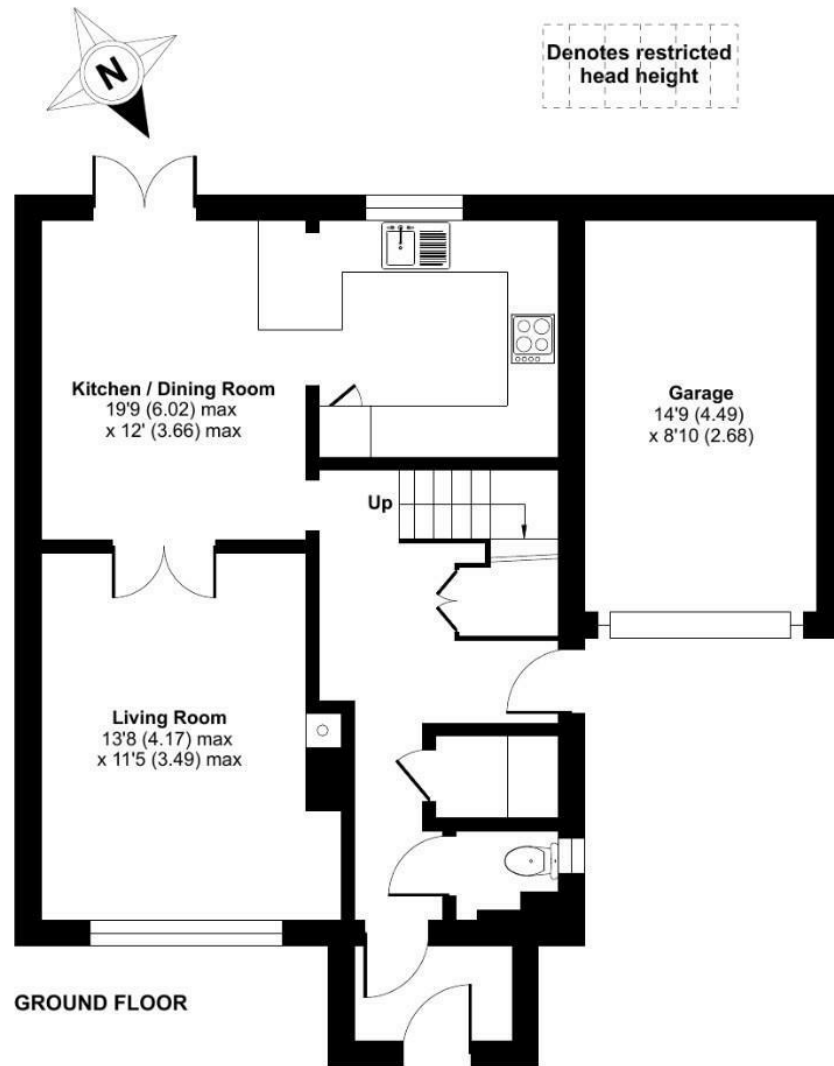 N
Denotes restricted
head height
Kitchen / Dining Room
19'9 (6.02) max
x 12' (3.66) max
Garage
14'9 (4.49)
x 8'10 (2.68)
Up
Living Room
13'8 (4.17) max
x 11'5 (3.49) max
GROUND FLOOR